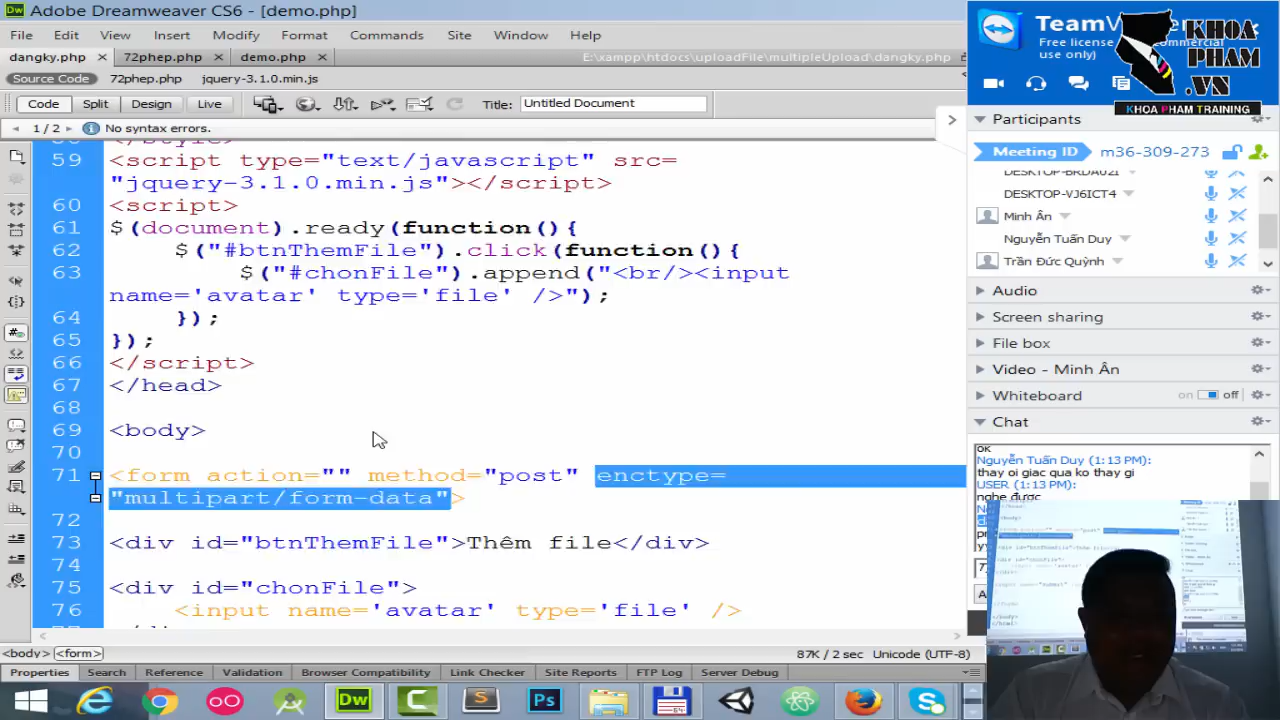 Adobe Dreamweaver CS6 - [demo.php]
File Edit View Insert Modify Format Commands Site Window Help
dangky.php 72phep.php demo.php E:\xampp\htdocs\uploadFile\multipleUpload\dangky.php
Source Code 72phep.php jquery-3.1.0.min.js
Code Split Design Live Title: Untitled Document
1 / 2 No syntax errors.
59 <script type="text/javascript" src=
"jquery-3.1.0.min.js"></script>
60 <script>
61 $(document).ready(function(){
62 $("#btnThemFile").click(function(){
63 $("#chonFile").append("<br/><input
name='avatar' type='file' />");
64 });
65 });
66 </script>
67 </head>
68
69 <body>
70
71 <form action="" method="post" enctype=
"multipart/form-data">
72
73 <div id="btnThemFile">Thêm file</div>
75 <div id="chonFile">
76 <input name='avatar' type='file' />
<body> <form> 87K / 2 sec Unicode (UTF-8)
Properties Search Reference Validation Browser Compatibility Link Checker Site Reports FTP Log Server Debug
Free license
use only)
KHOA
PHAM
.VN
KHOA PHAM TRAINING
Participants
Meeting ID m36-309-273
DESKTOP-VJ6ICT4
Minh Ân
Nguyễn Tuấn Duy
Trần Đức Quỳnh
Audio
Screen sharing
File box
Video - Minh Ân
Whiteboard on off
Chat
OK
Nguyễn Tuấn Duy (1:13 PM):
thay oi giac qua ko thay gi
USER (1:13 PM):
nghe được